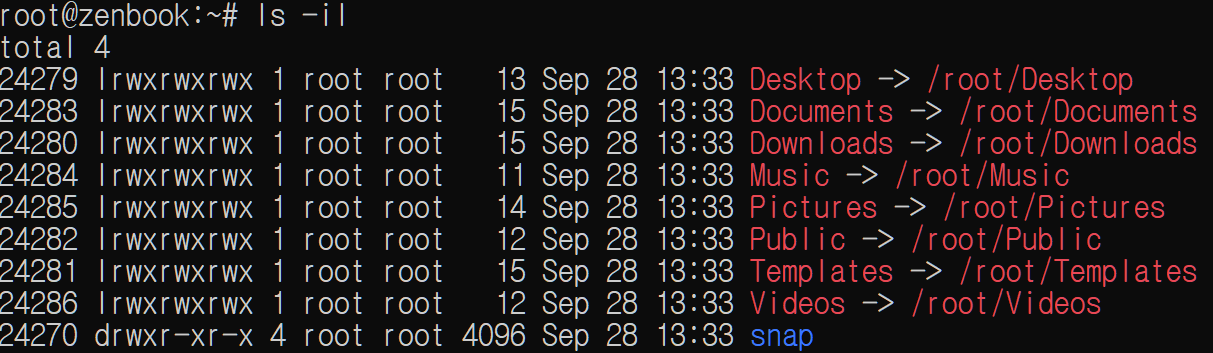 root@zenbook:~# ls -il
total 4
24279 lrwxrwxrwx 1 root root   13 Sep 28 13:33 Desktop -> /root/Desktop
24283 lrwxrwxrwx 1 root root   15 Sep 28 13:33 Documents -> /root/Documents
24280 lrwxrwxrwx 1 root root   15 Sep 28 13:33 Downloads -> /root/Downloads
24284 lrwxrwxrwx 1 root root   11 Sep 28 13:33 Music -> /root/Music
24285 lrwxrwxrwx 1 root root   14 Sep 28 13:33 Pictures -> /root/Pictures
24282 lrwxrwxrwx 1 root root   12 Sep 28 13:33 Public -> /root/Public
24281 lrwxrwxrwx 1 root root   15 Sep 28 13:33 Templates -> /root/Templates
24286 lrwxrwxrwx 1 root root   12 Sep 28 13:33 Videos -> /root/Videos
24270 drwxr-xr-x 4 root root 4096 Sep 28 13:33 snap